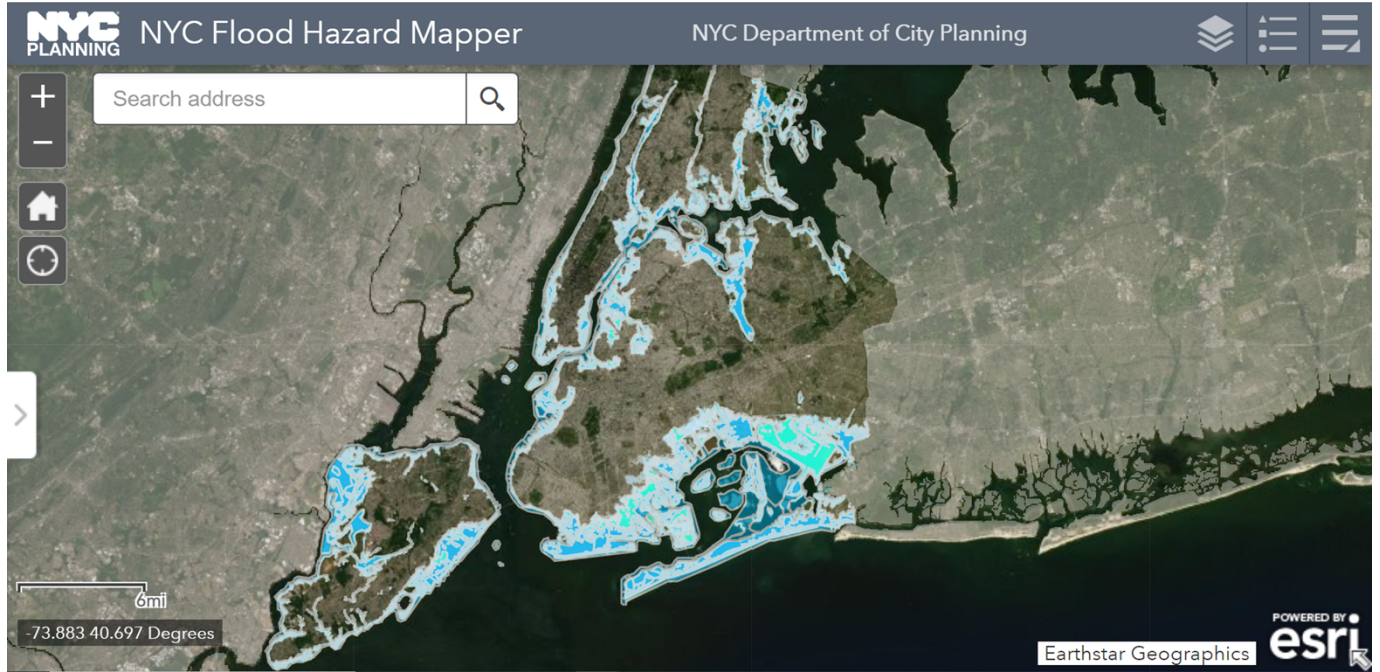 NYC
PLANNING
NYC Flood Hazard Mapper
NYC Department of City Planning
+
Search address
−
6mi
-73.883 40.697 Degrees
POWERED BY
esri
Earthstar Geographics